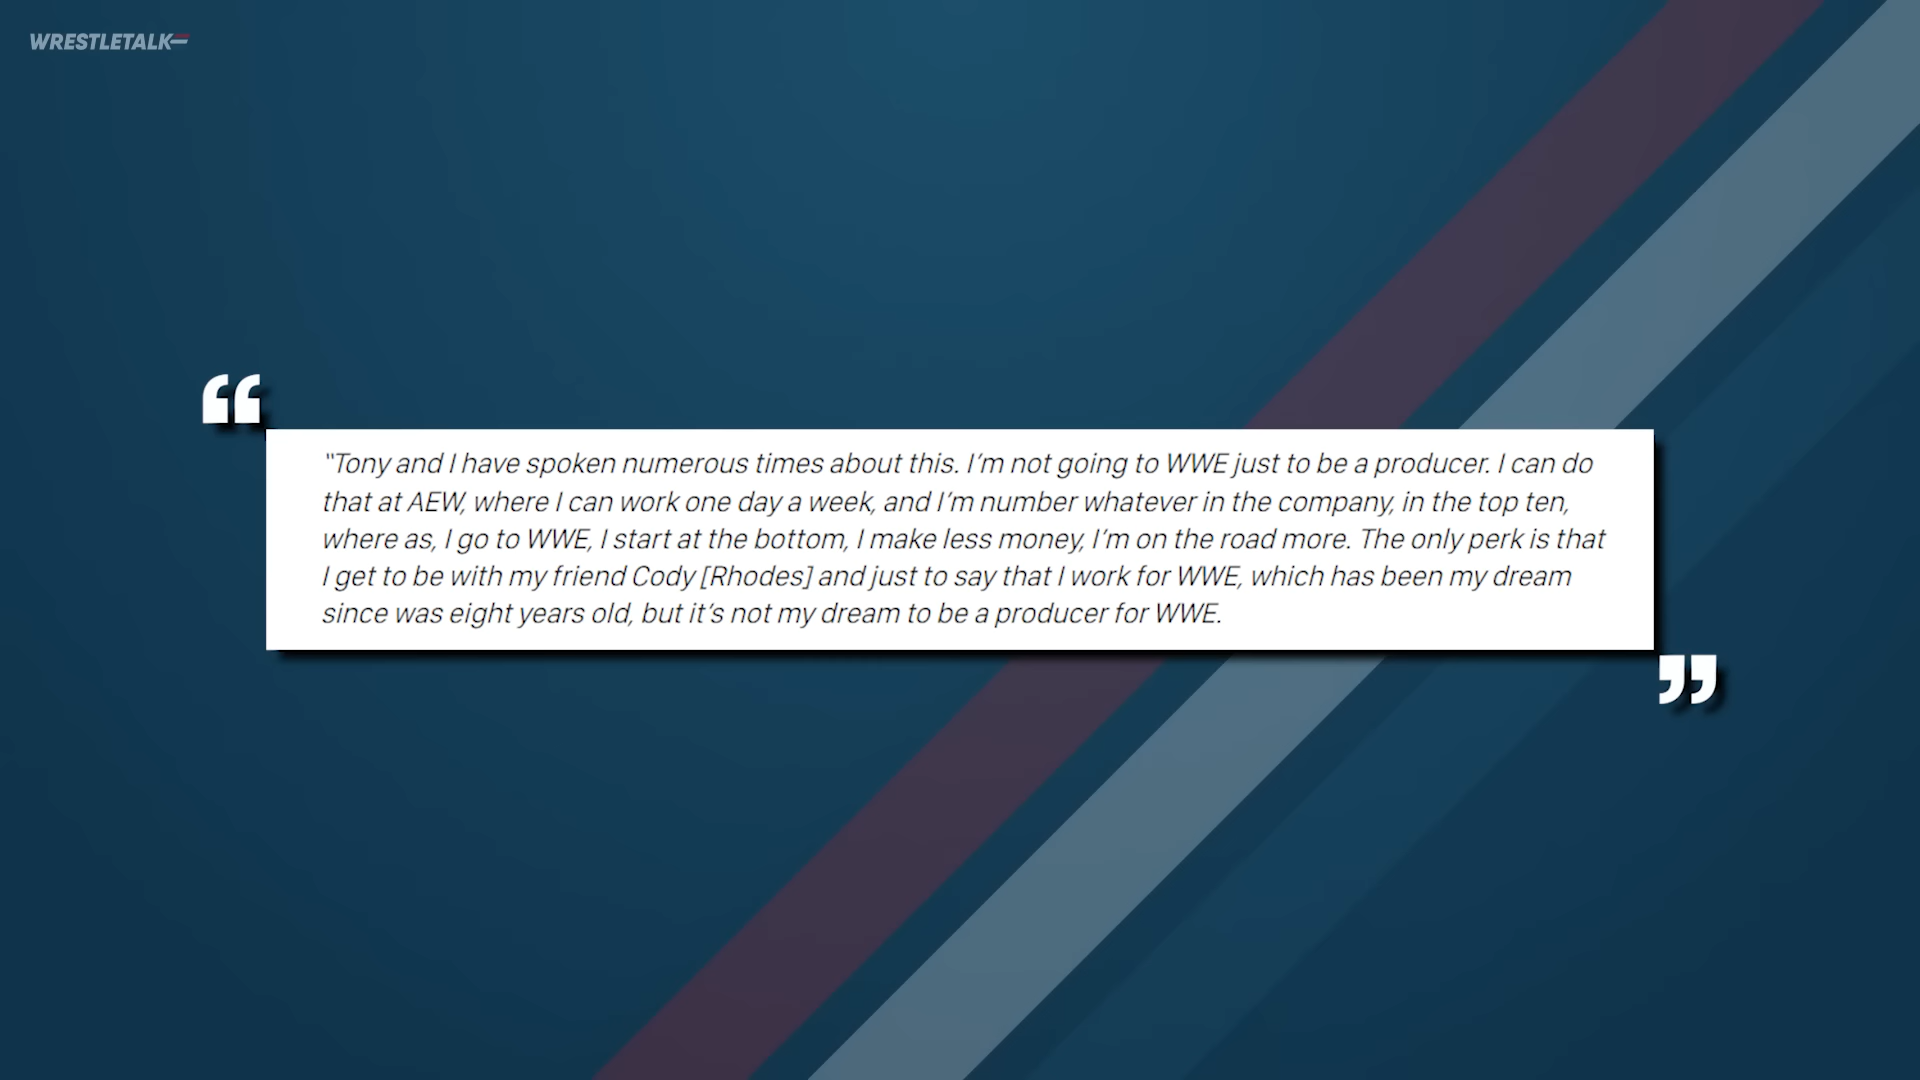 WRESTLETALK
“
“Tony and I have spoken numerous times about this. I’m not going to WWE just to be a producer. I can do
that at AEW, where I can work one day a week, and I’m number whatever in the company, in the top ten,
where as, I go to WWE, I start at the bottom, I make less money, I’m on the road more. The only perk is that
I get to be with my friend Cody [Rhodes] and just to say that I work for WWE, which has been my dream
since was eight years old, but it’s not my dream to be a producer for WWE.
”